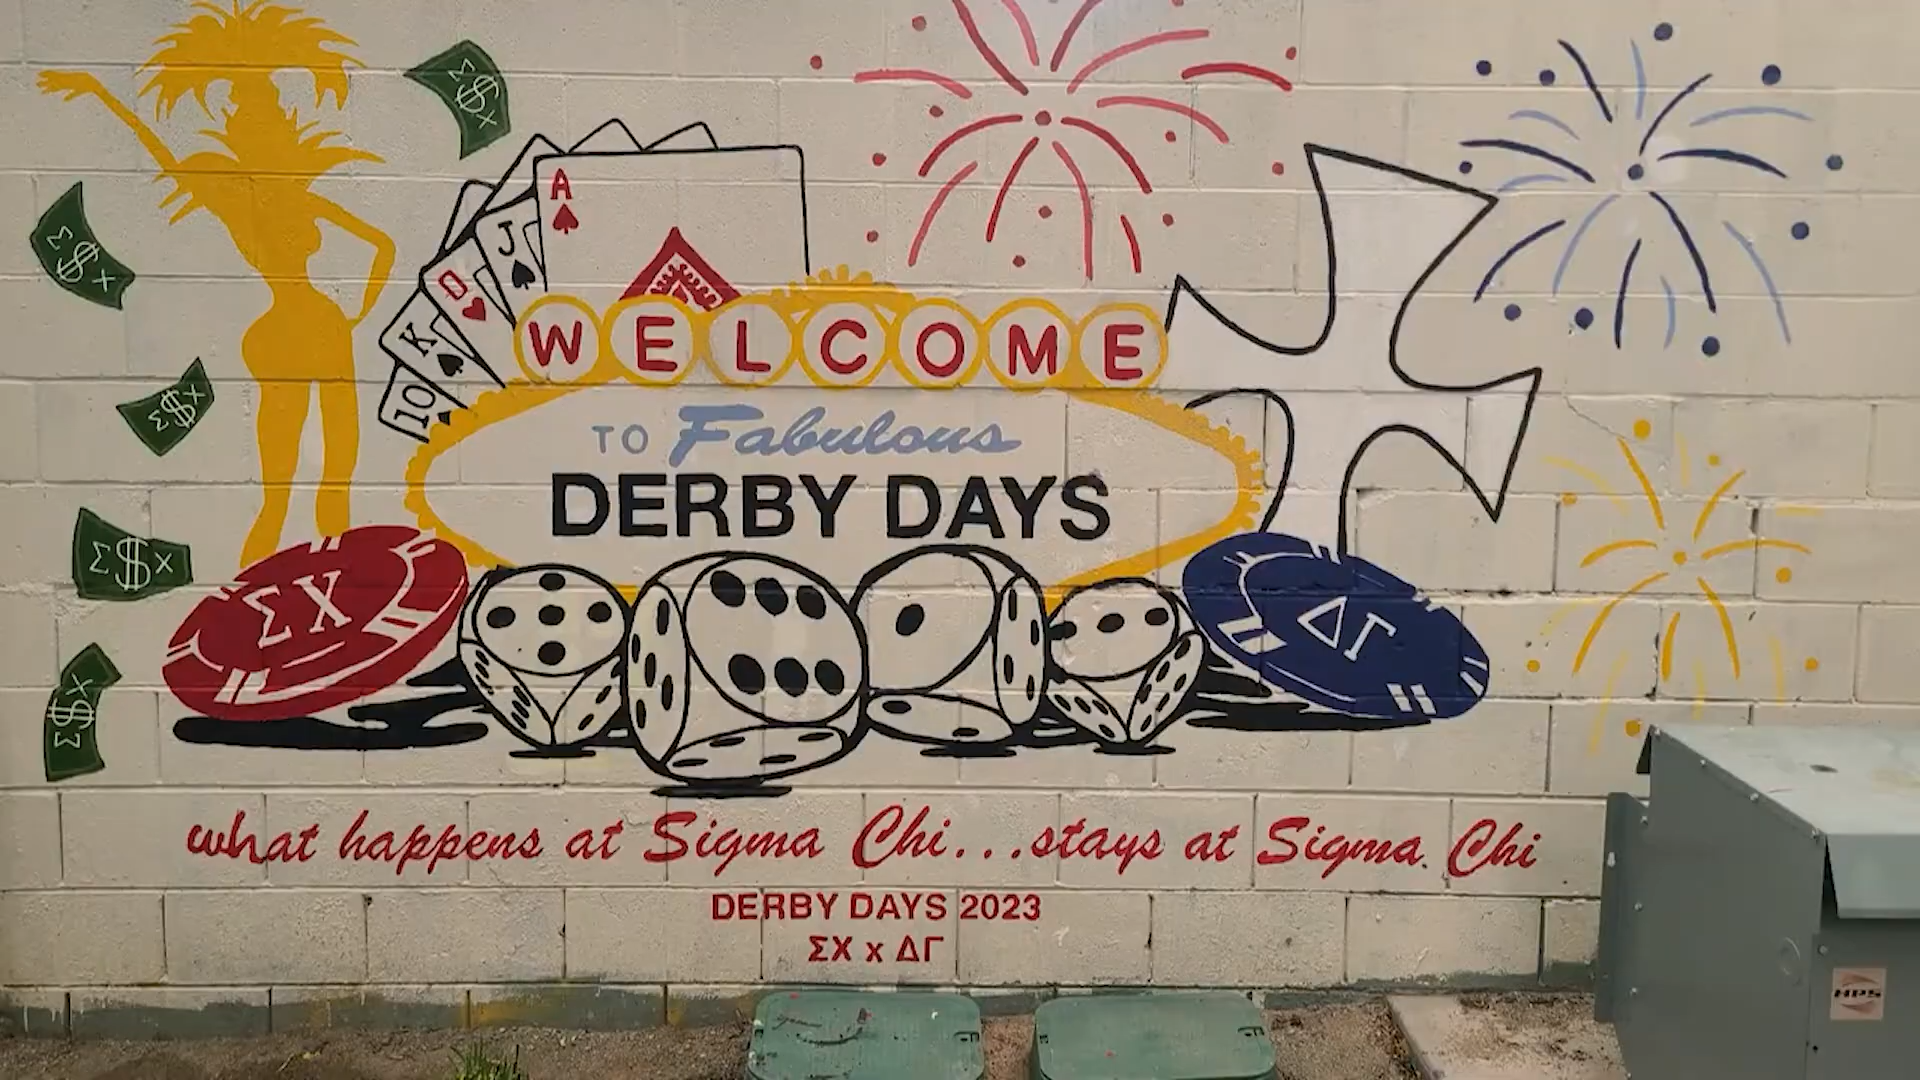 Σ$X
Σ$X
Σ$X
Σ$X
Σ$X
A
J
Q
K
10
WELCOME
TO Fabulous
DERBY DAYS
ΣΧ
ΔΓ
what happens at Sigma Chi...stays at Sigma Chi
DERBY DAYS 2023
ΣΧ x ΔΓ
HPS